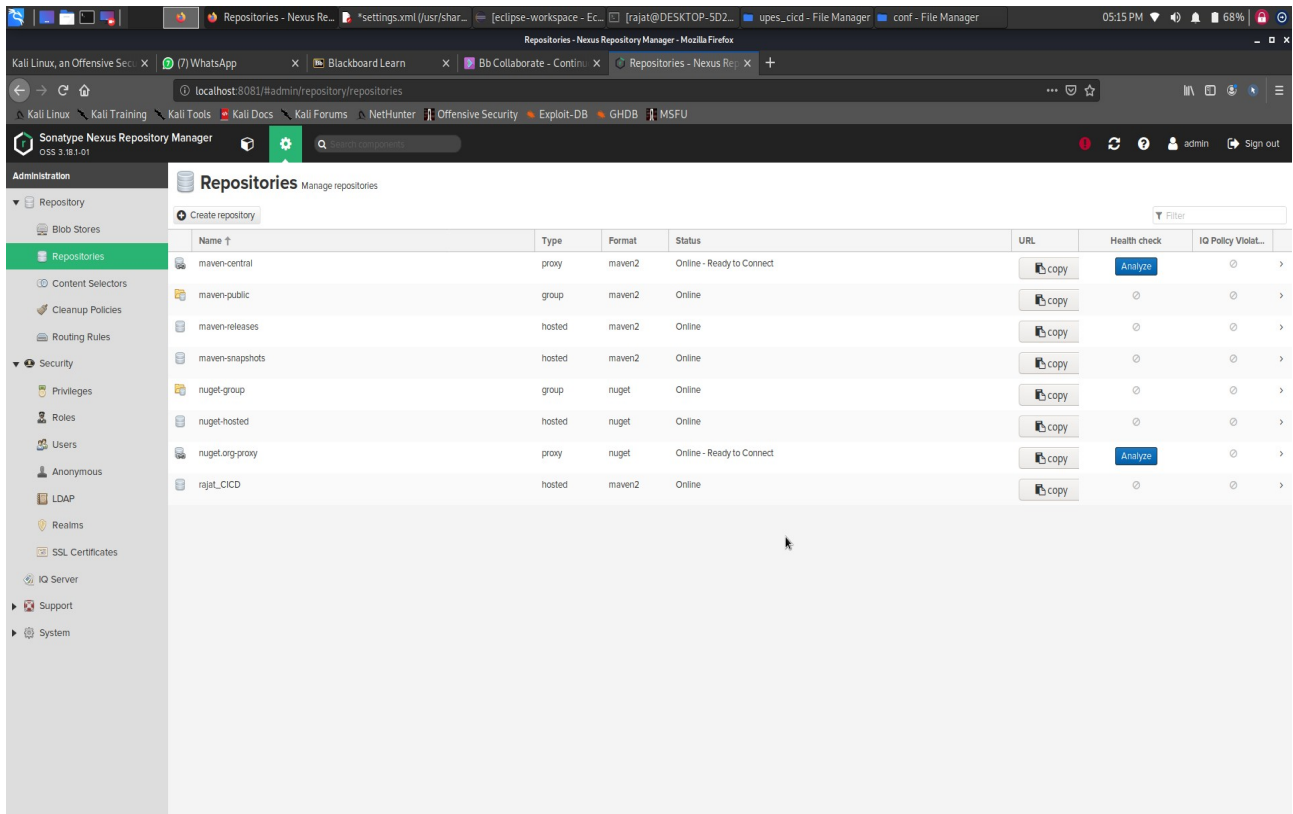 Repositories - Nexus Re... *settings.xml (/usr/shar... [eclipse-workspace - Ec... [rajat@DESKTOP-5D2... upes_cicd - File Manager conf - File Manager 05:15 PM 68%
Repositories - Nexus Repository Manager - Mozilla Firefox
Kali Linux, an Offensive Sec (7) WhatsApp Blackboard Learn Bb Collaborate - Continu Repositories - Nexus Rep
localhost:8081/#admin/repository/repositories
Kali Linux Kali Training Kali Tools Kali Docs Kali Forums NetHunter Offensive Security Exploit-DB GHDB MSFU
Sonatype Nexus Repository Manager
OSS 3.18.1-01
Search components
admin Sign out
Administration
Repositories Manage repositories
Repository
Blob Stores
Repositories
Content Selectors
Cleanup Policies
Routing Rules
Security
Privileges
Roles
Users
Anonymous
LDAP
Realms
SSL Certificates
IQ Server
Support
System
Create repository Filter
Name Type Format Status URL Health check IQ Policy Violat...
maven-central proxy maven2 Online - Ready to Connect copy Analyze
maven-public group maven2 Online copy
maven-releases hosted maven2 Online copy
maven-snapshots hosted maven2 Online copy
nuget-group group nuget Online copy
nuget-hosted hosted nuget Online copy
nuget.org-proxy proxy nuget Online - Ready to Connect copy Analyze
rajat_CICD hosted maven2 Online copy